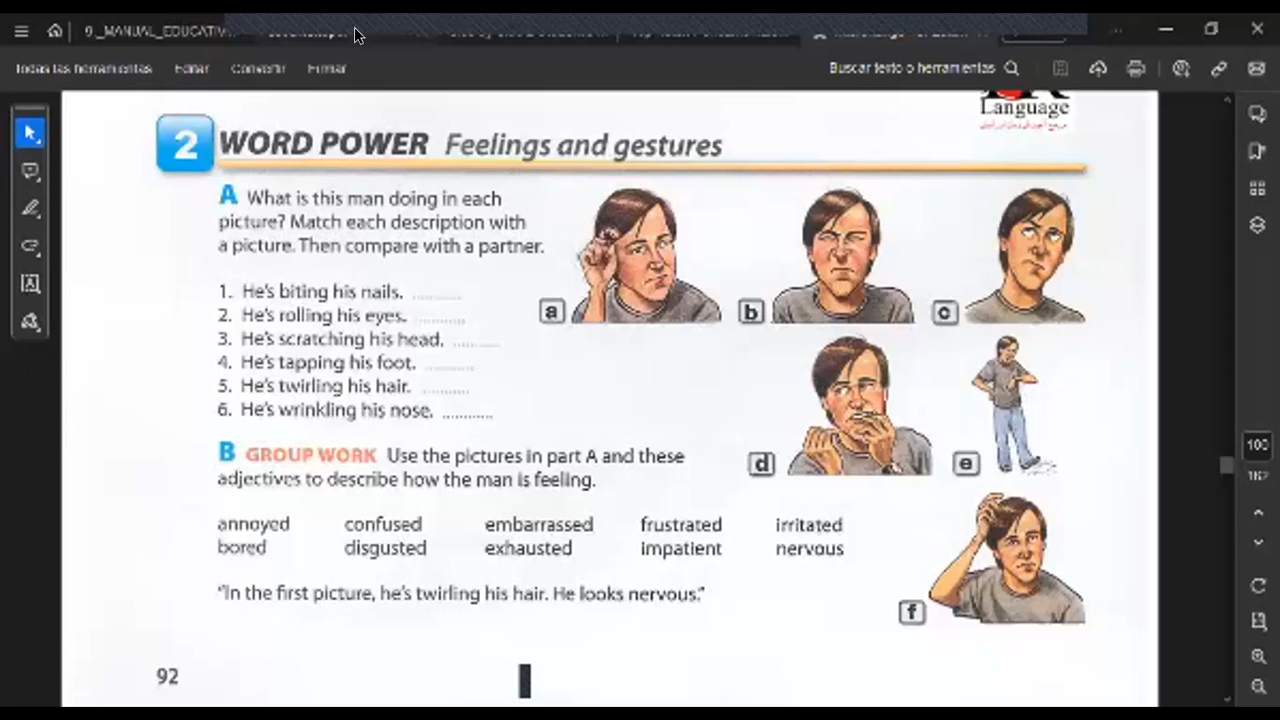 9._MANUAL_EDUCATIV
Todas las herramientas Editar Convertir Firmar
Buscar texto o herramientas
Language
2 WORD POWER Feelings and gestures
A What is this man doing in each
picture? Match each description with
a picture. Then compare with a partner.
1. He's biting his nails. ............
2. He's rolling his eyes. ............
3. He's scratching his head. ............
4. He's tapping his foot. ............
5. He's twirling his hair. ............
6. He's wrinkling his nose. ............
a
b
c
d
e
f
B GROUP WORK Use the pictures in part A and these
adjectives to describe how the man is feeling.
annoyed confused embarrassed frustrated irritated
bored disgusted exhausted impatient nervous
"In the first picture, he's twirling his hair. He looks nervous."
92
100
162